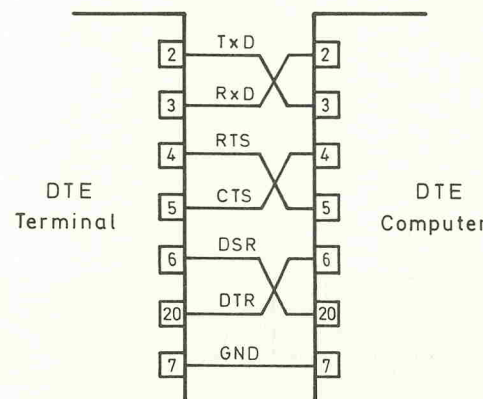 2 TxD 2
3 RxD 3
4 RTS 4
DTE DTE
5 CTS 5
Terminal Computer
6 DSR 6
20 DTR 20
7 GND 7